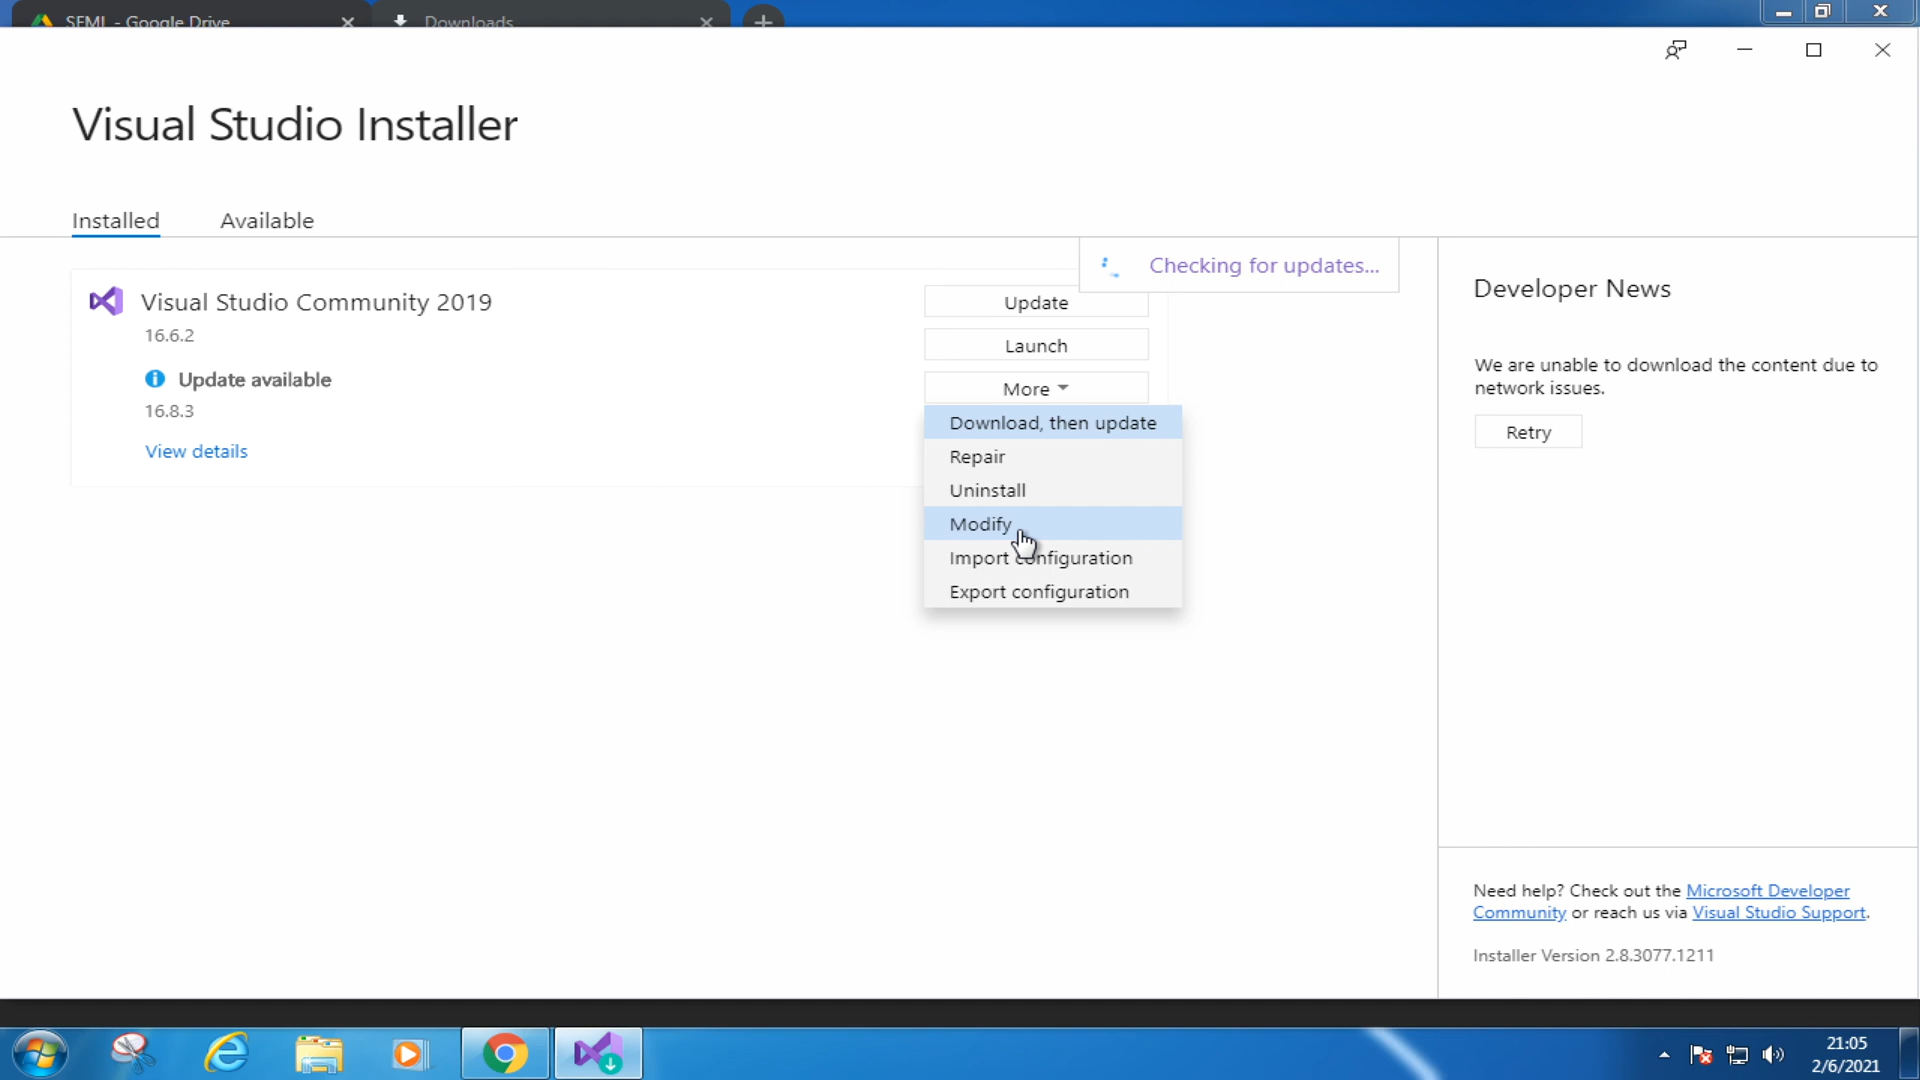 SEML - Google Drive
Downloads
Visual Studio Installer
Installed
Available
Checking for updates...
Visual Studio Community 2019
16.6.2
Update available
16.8.3
View details
Update
Launch
More
Download, then update
Repair
Uninstall
Modify
Import configuration
Export configuration
Developer News
We are unable to download the content due to
network issues.
Retry
Need help? Check out the Microsoft Developer
Community or reach us via Visual Studio Support.
Installer Version 2.8.3077.1211
21:05
2/6/2021